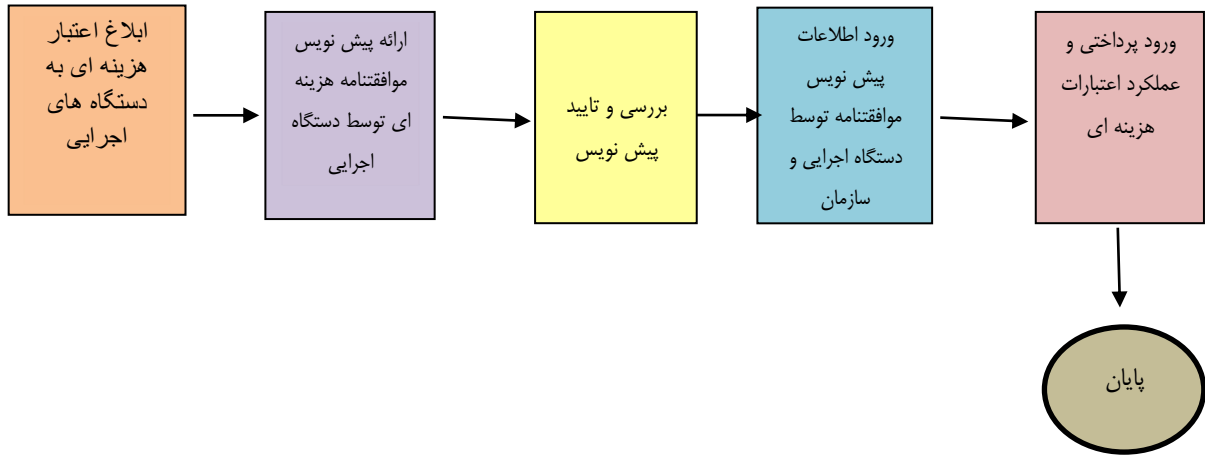 ابلاغ اعتبار
هزینه ای به
دستگاه های
اجرایی
ارائه پیش نویس
موافقتنامه هزینه
ای توسط دستگاه
اجرایی
بررسی و تایید
پیش نویس
ورود اطلاعات
پیش نویس
موافقتنامه توسط
دستگاه اجرایی و
سازمان
ورود پرداختی و
عملکرد اعتبارات
هزینه ای
پایان